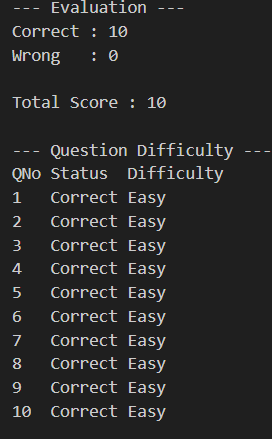 --- Evaluation ---
Correct : 10
Wrong   : 0

Total Score : 10

--- Question Difficulty ---
QNo Status  Difficulty
1   Correct Easy
2   Correct Easy
3   Correct Easy
4   Correct Easy
5   Correct Easy
6   Correct Easy
7   Correct Easy
8   Correct Easy
9   Correct Easy
10  Correct Easy